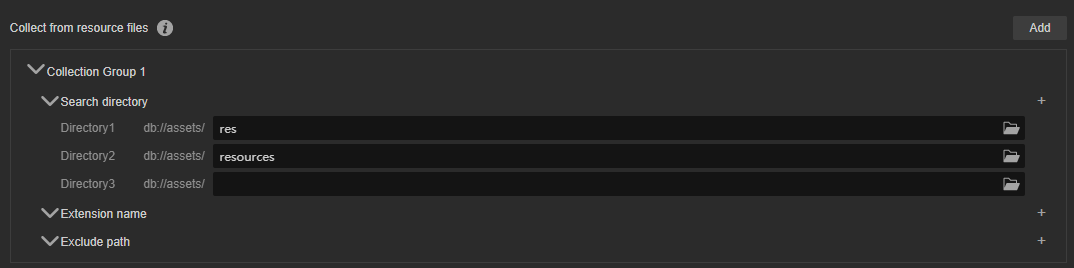 Collect from resource files
Add
Collection Group 1
Search directory
Directory1 db://assets/ res
Directory2 db://assets/ resources
Directory3 db://assets/
Extension name
Exclude path